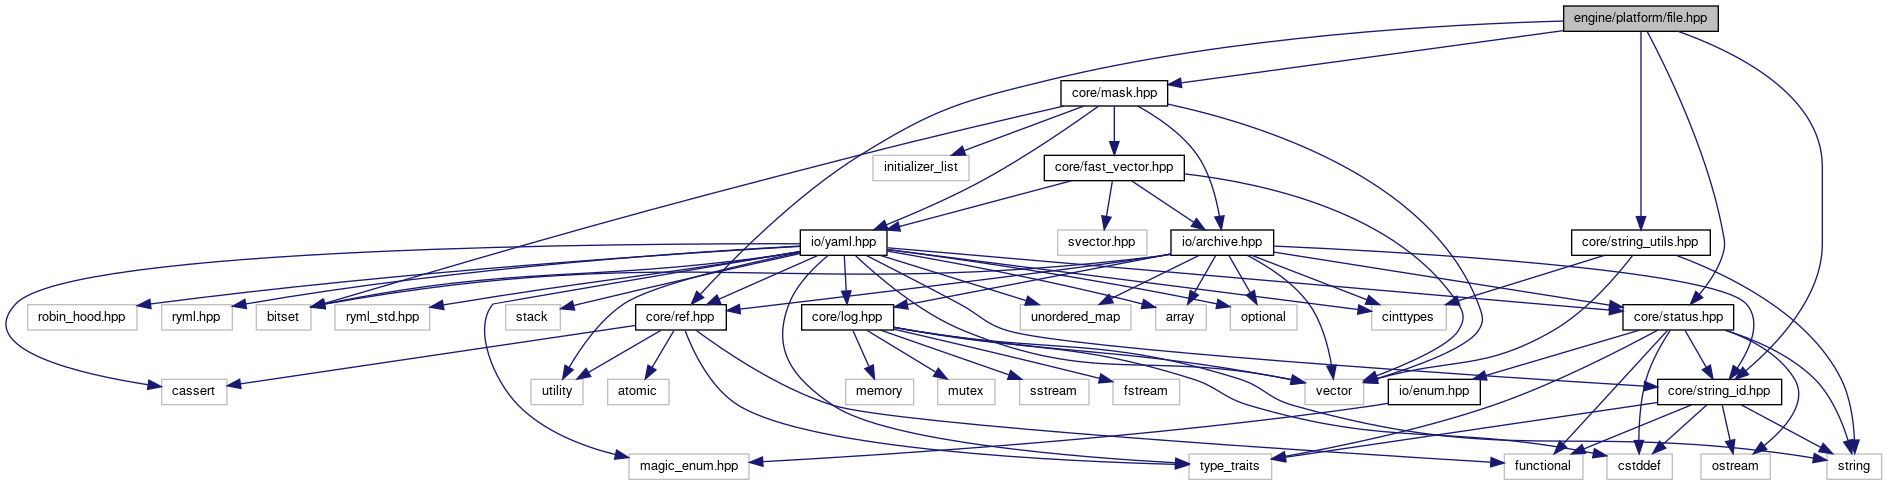 engine/platform/file.hpp
core/mask.hpp
initializer_list
core/fast_vector.hpp
io/yaml.hpp
svector.hpp
io/archive.hpp
core/string_utils.hpp
robin_hood.hpp
ryml.hpp
bitset
ryml_std.hpp
stack
core/ref.hpp
core/log.hpp
unordered_map
array
optional
cinttypes
core/status.hpp
cassert
utility
atomic
memory
mutex
sstream
fstream
vector
io/enum.hpp
core/string_id.hpp
magic_enum.hpp
type_traits
functional
cstddef
ostream
string